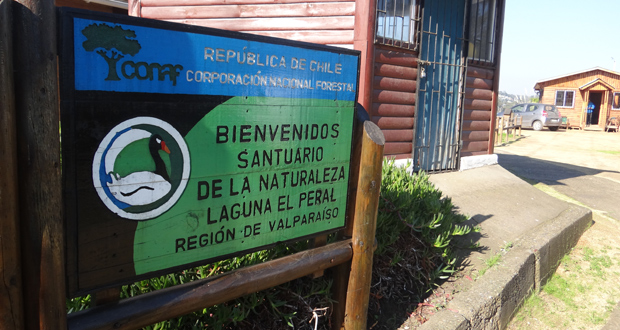 CONAF
REPÚBLICA DE CHILE
CORPORACIÓN NACIONAL FORESTAL
BIENVENIDOS
SANTUARIO
DE LA NATURALEZA
LAGUNA EL PERAL
REGIÓN DE VALPARAÍSO